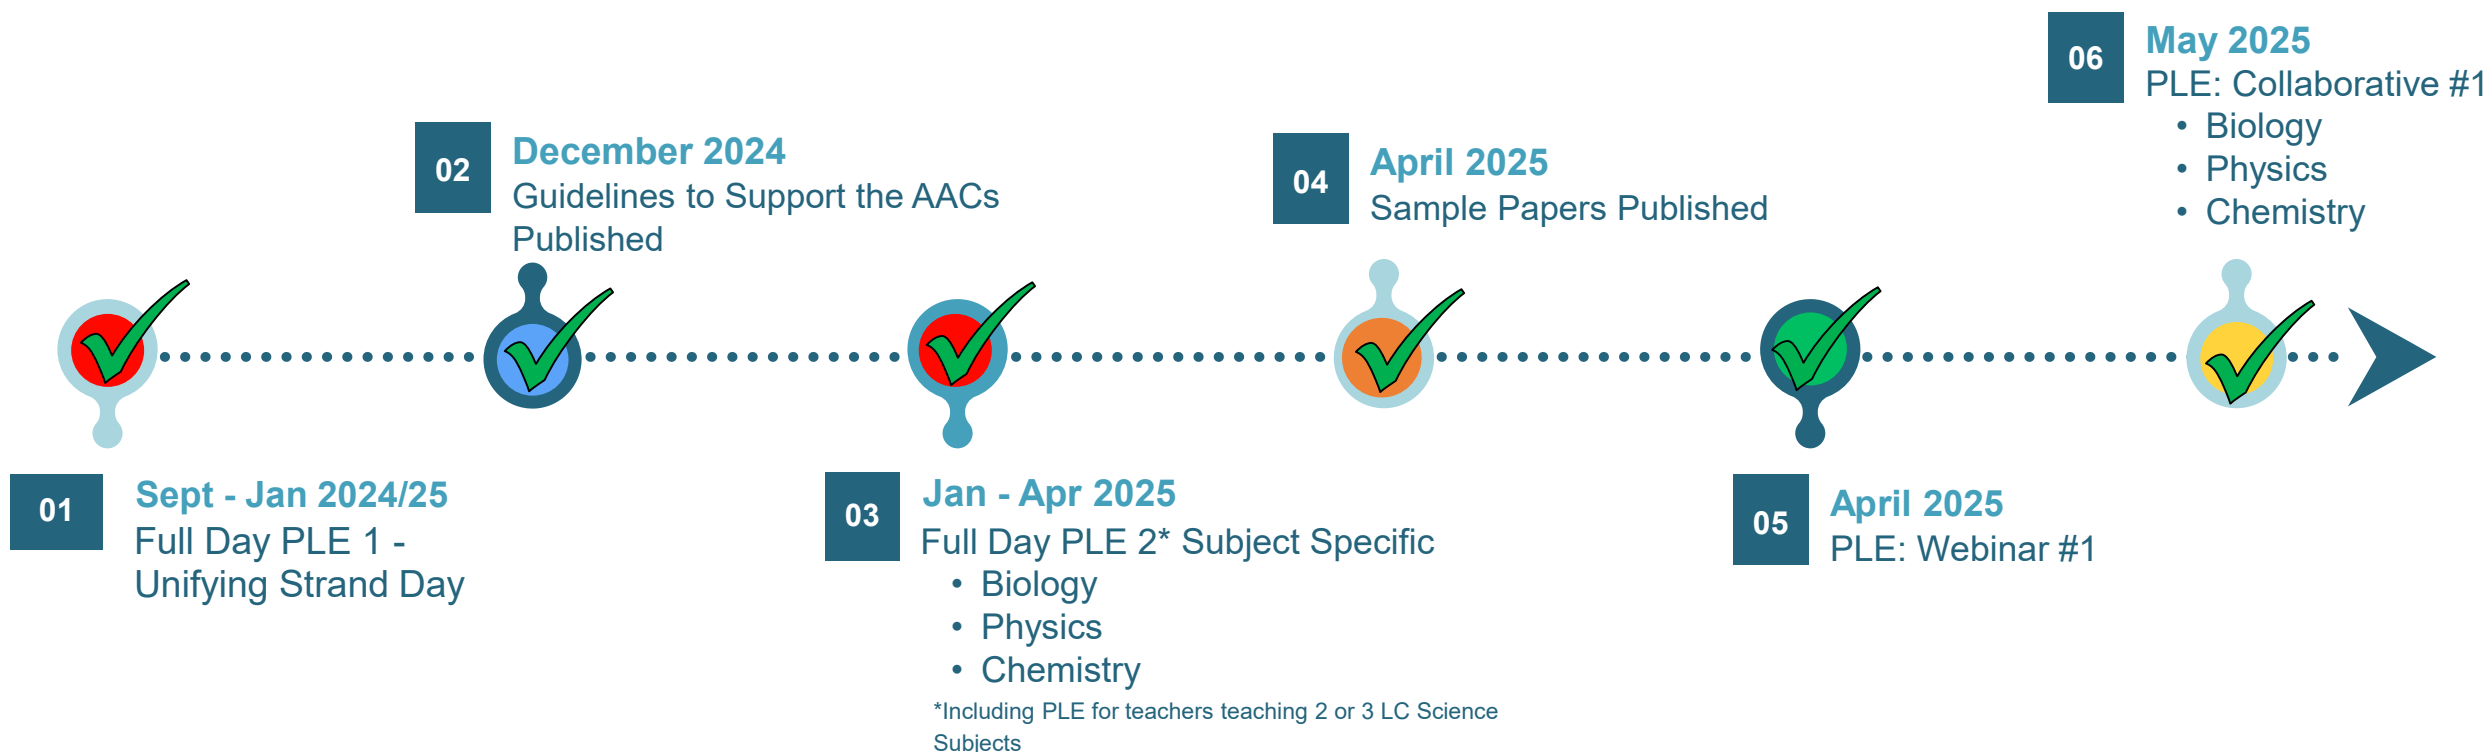 01
Sept - Jan 2024/25
Full Day PLE 1 -
Unifying Strand Day
02
December 2024
Guidelines to Support the AACs
Published
03
Jan - Apr 2025
Full Day PLE 2* Subject Specific
• Biology
• Physics
• Chemistry
*Including PLE for teachers teaching 2 or 3 LC Science
Subjects
04
April 2025
Sample Papers Published
05
April 2025
PLE: Webinar #1
06
May 2025
PLE: Collaborative #1
• Biology
• Physics
• Chemistry